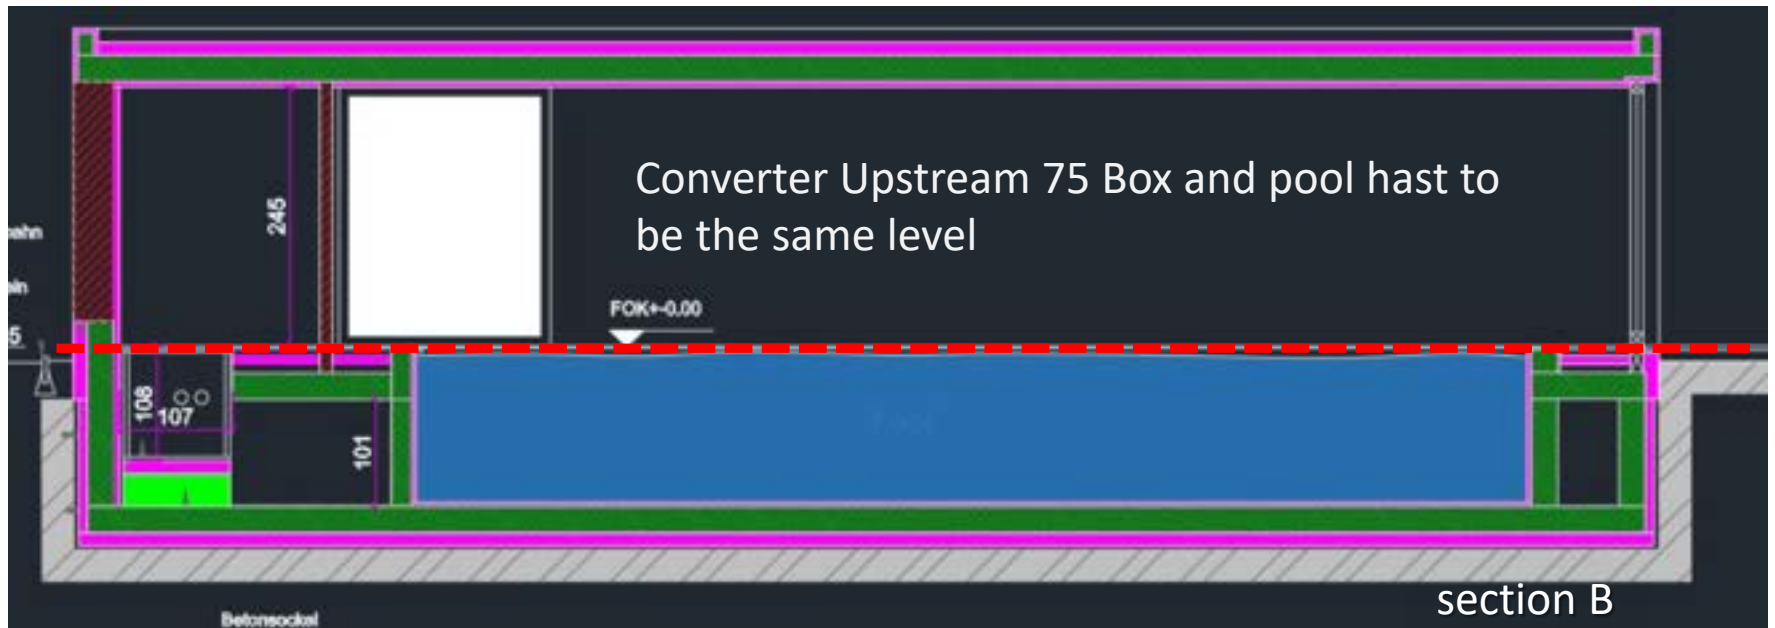 Converter Upstream 75 Box and pool hast to
be the same level
245
FOK+-0.00
5
108
107
101
section B
Betonsockel